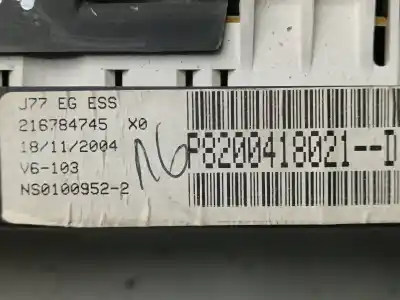 J77 EG ESS
216784745 X0
18/11/2004
V6-103
NS0100952-2
P8200418021--D